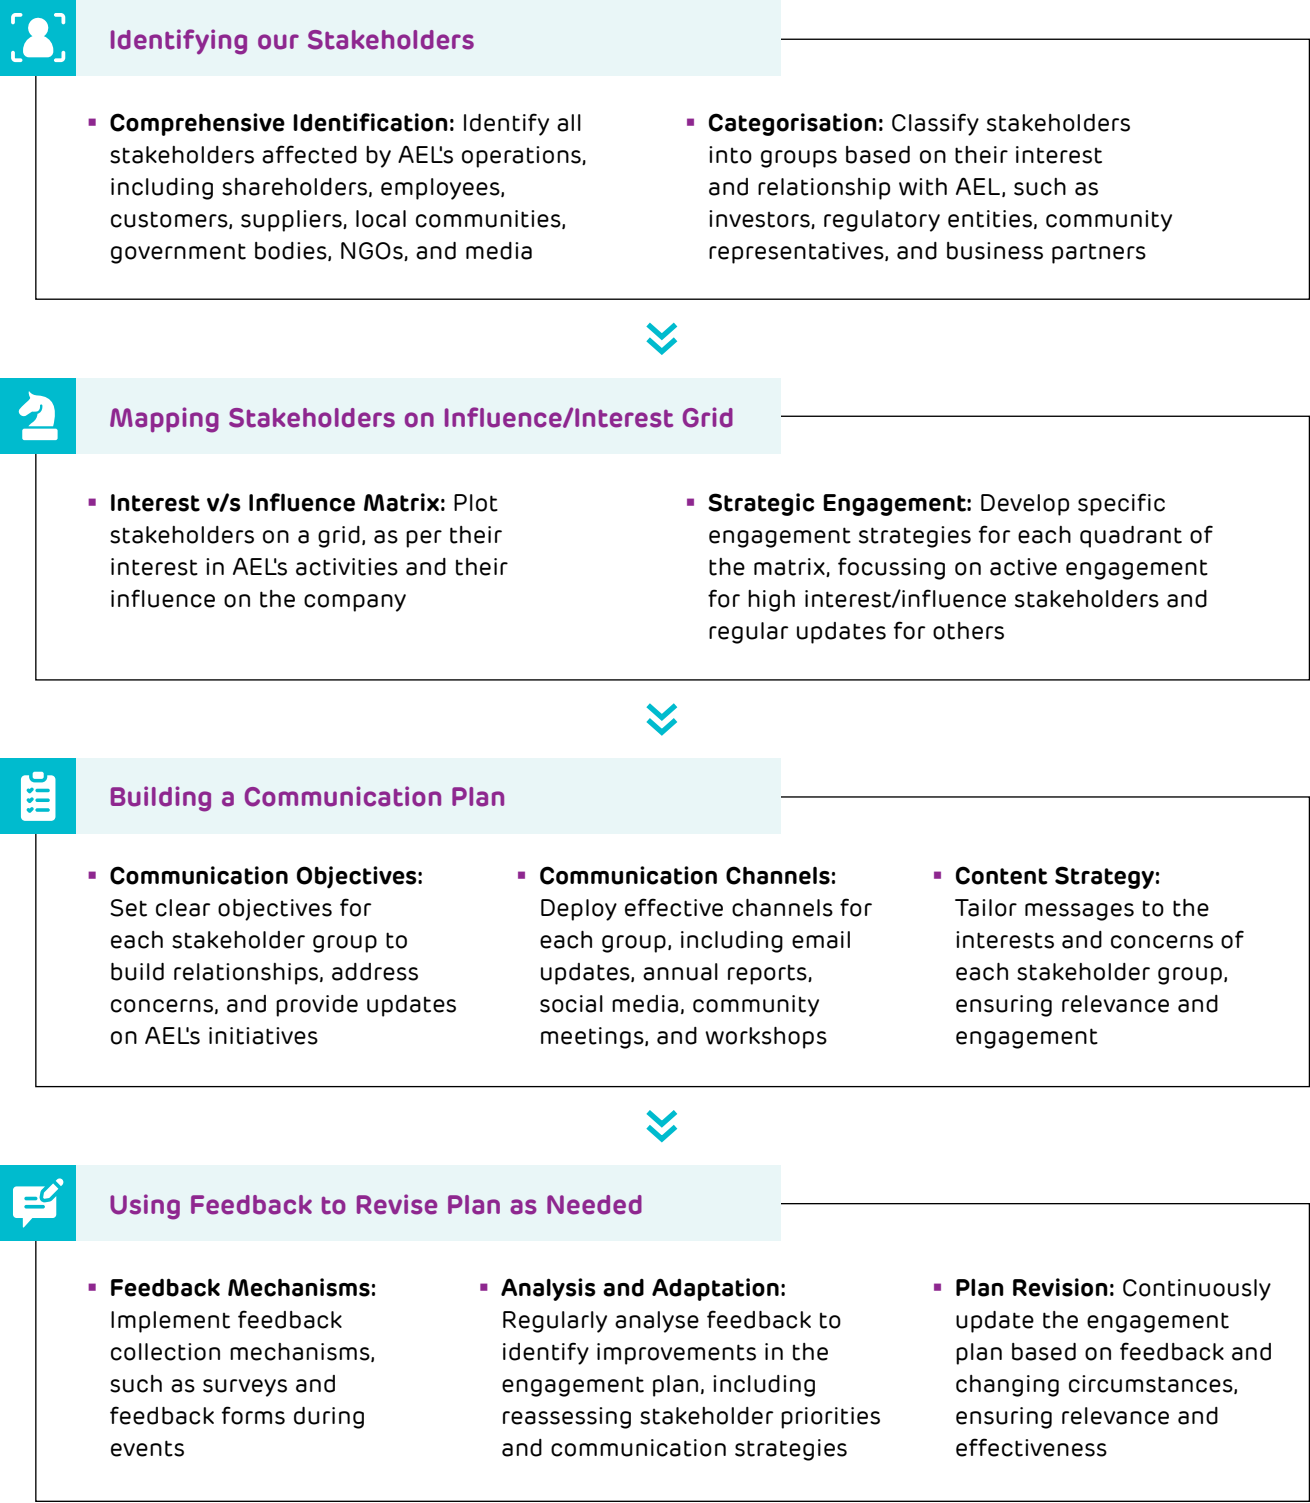 Identifying our Stakeholders
▪ Comprehensive Identification: Identify all
stakeholders affected by AEL's operations,
including shareholders, employees,
customers, suppliers, local communities,
government bodies, NGOs, and media
▪ Categorisation: Classify stakeholders
into groups based on their interest
and relationship with AEL, such as
investors, regulatory entities, community
representatives, and business partners
Mapping Stakeholders on Influence/Interest Grid
▪ Interest v/s Influence Matrix: Plot
stakeholders on a grid, as per their
interest in AEL's activities and their
influence on the company
▪ Strategic Engagement: Develop specific
engagement strategies for each quadrant of
the matrix, focussing on active engagement
for high interest/influence stakeholders and
regular updates for others
Building a Communication Plan
▪ Communication Objectives:
Set clear objectives for
each stakeholder group to
build relationships, address
concerns, and provide updates
on AEL's initiatives
▪ Communication Channels:
Deploy effective channels for
each group, including email
updates, annual reports,
social media, community
meetings, and workshops
▪ Content Strategy:
Tailor messages to the
interests and concerns of
each stakeholder group,
ensuring relevance and
engagement
Using Feedback to Revise Plan as Needed
▪ Feedback Mechanisms:
Implement feedback
collection mechanisms,
such as surveys and
feedback forms during
events
▪ Analysis and Adaptation:
Regularly analyse feedback to
identify improvements in the
engagement plan, including
reassessing stakeholder priorities
and communication strategies
▪ Plan Revision: Continuously
update the engagement
plan based on feedback and
changing circumstances,
ensuring relevance and
effectiveness